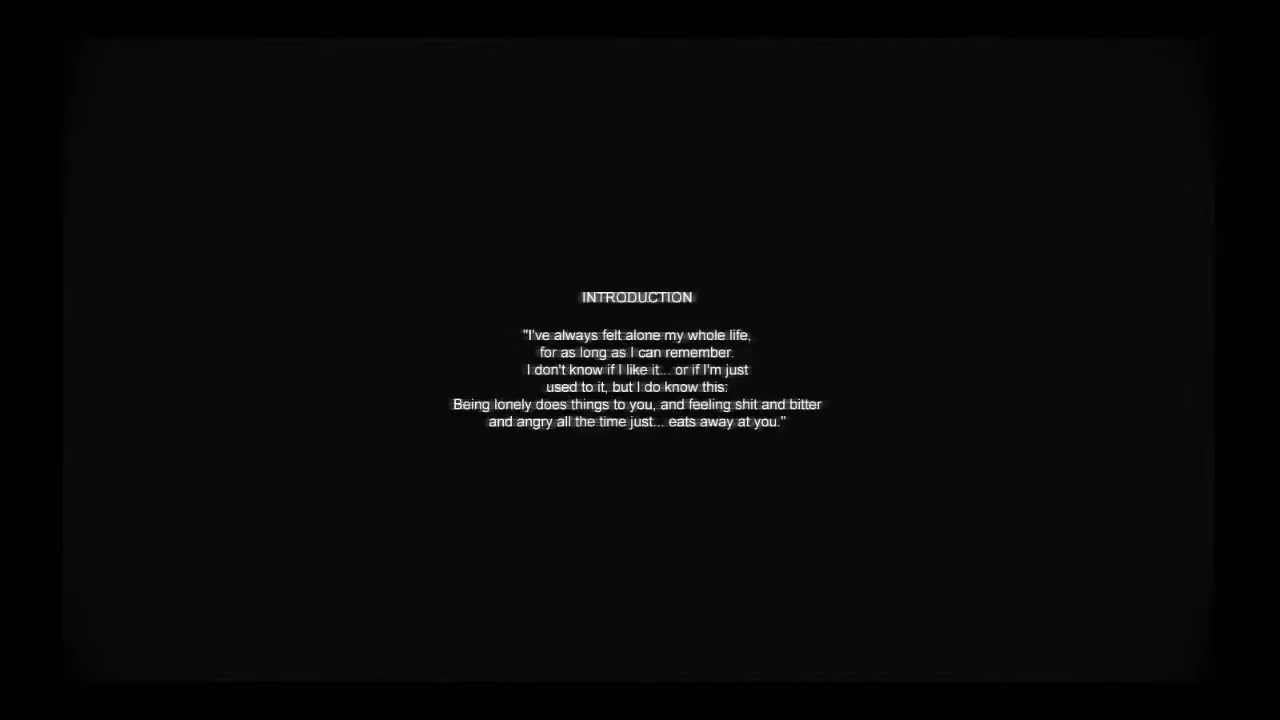 INTRODUCTION
"I've always felt alone my whole life,
for as long as I can remember.
I don't know if I like it... or if I'm just
used to it, but I do know this:
Being lonely does things to you, and feeling shit and bitter
and angry all the time just... eats away at you."